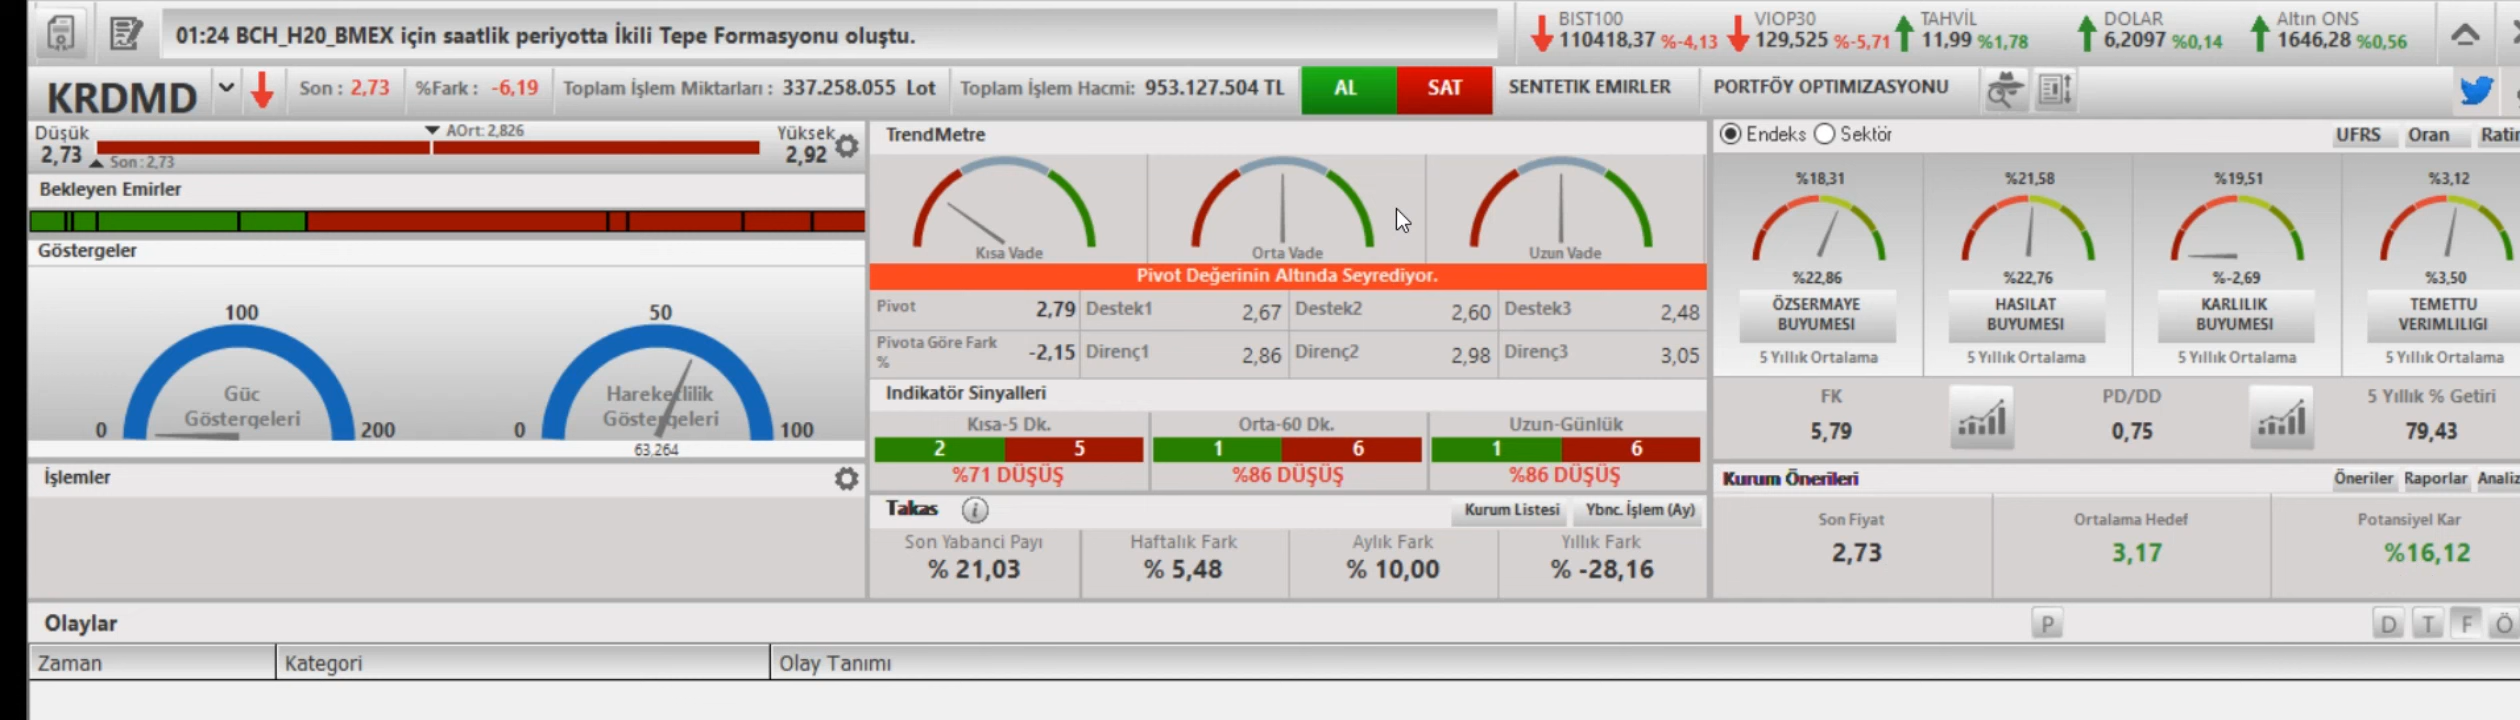 01:24 BCH_H20_BMEX için saatlik periyotta İkili Tepe Formasyonu oluştu.
BIST100 110418,37 %-4,13
VIOP30 129,525 %-5,71
TAHVİL 11,99 %1,78
DOLAR 6,2097 %0,14
Altın ONS 1646,28 %0,56
KRDMD Son : 2,73 %Fark : -6,19 Toplam İşlem Miktarları : 337.258.055 Lot Toplam İşlem Hacmi: 953.127.504 TL AL SAT SENTETIK EMIRLER PORTFÖY OPTIMIZASYONU
Düşük AOrt: 2,826 Yüksek
2,73 Son : 2,73 2,92
Bekleyen Emirler
Göstergeler
100 50
Güc Hareketlilik
Göstergeleri Göstergeleri
0 200 0 100
63,264
İşlemler
TrendMetre
Kısa Vade Orta Vade Uzun Vade
Pivot Değerinin Altında Seyrediyor.
Pivot 2,79 Destek1 2,67 Destek2 2,60 Destek3 2,48
Pivota Göre Fark % -2,15 Direnç1 2,86 Direnç2 2,98 Direnç3 3,05
Indikatör Sinyalleri
Kısa-5 Dk. Orta-60 Dk. Uzun-Günlük
2 5 1 6 1 6
%71 DÜŞÜŞ %86 DÜŞÜŞ %86 DÜŞÜŞ
Takas i Kurum Listesi Ybnc. İşlem (Ay)
Son Yabanci Payı Haftalık Fark Aylık Fark Yıllık Fark
% 21,03 % 5,48 % 10,00 % -28,16
Endeks Sektör UFRS Oran
%18,31 %21,58 %19,51 %3,12
%22,86 %22,76 %-2,69 %3,50
ÖZSERMAYE HASILAT KARLILIK TEMETTU
BUYUMESI BUYUMESI BUYUMESI VERIMLILIGI
5 Yıllık Ortalama 5 Yıllık Ortalama 5 Yıllık Ortalama 5 Yıllık Ortalama
FK PD/DD 5 Yıllık % Getiri
5,79 0,75 79,43
Kurum Önerileri Öneriler Raporlar
Son Fiyat Ortalama Hedef Potansiyel Kar
2,73 3,17 %16,12
Olaylar P D T F Ö
Zaman Kategori Olay Tanımı